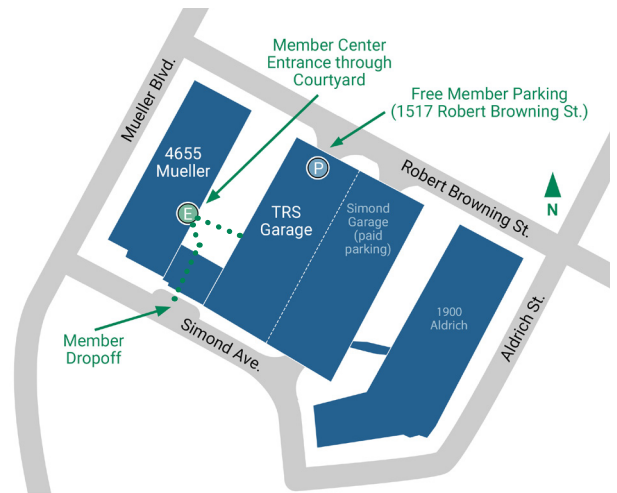 Member Center
Entrance through
Courtyard
Mueller Blvd.
Free Member Parking
(1517 Robert Browning St.)
4655
Mueller
P
Robert Browning St.
N
E
TRS
Garage
Simond
Garage
(paid
parking)
1900
Aldrich
Aldrich St.
Member
Dropoff
Simond Ave.